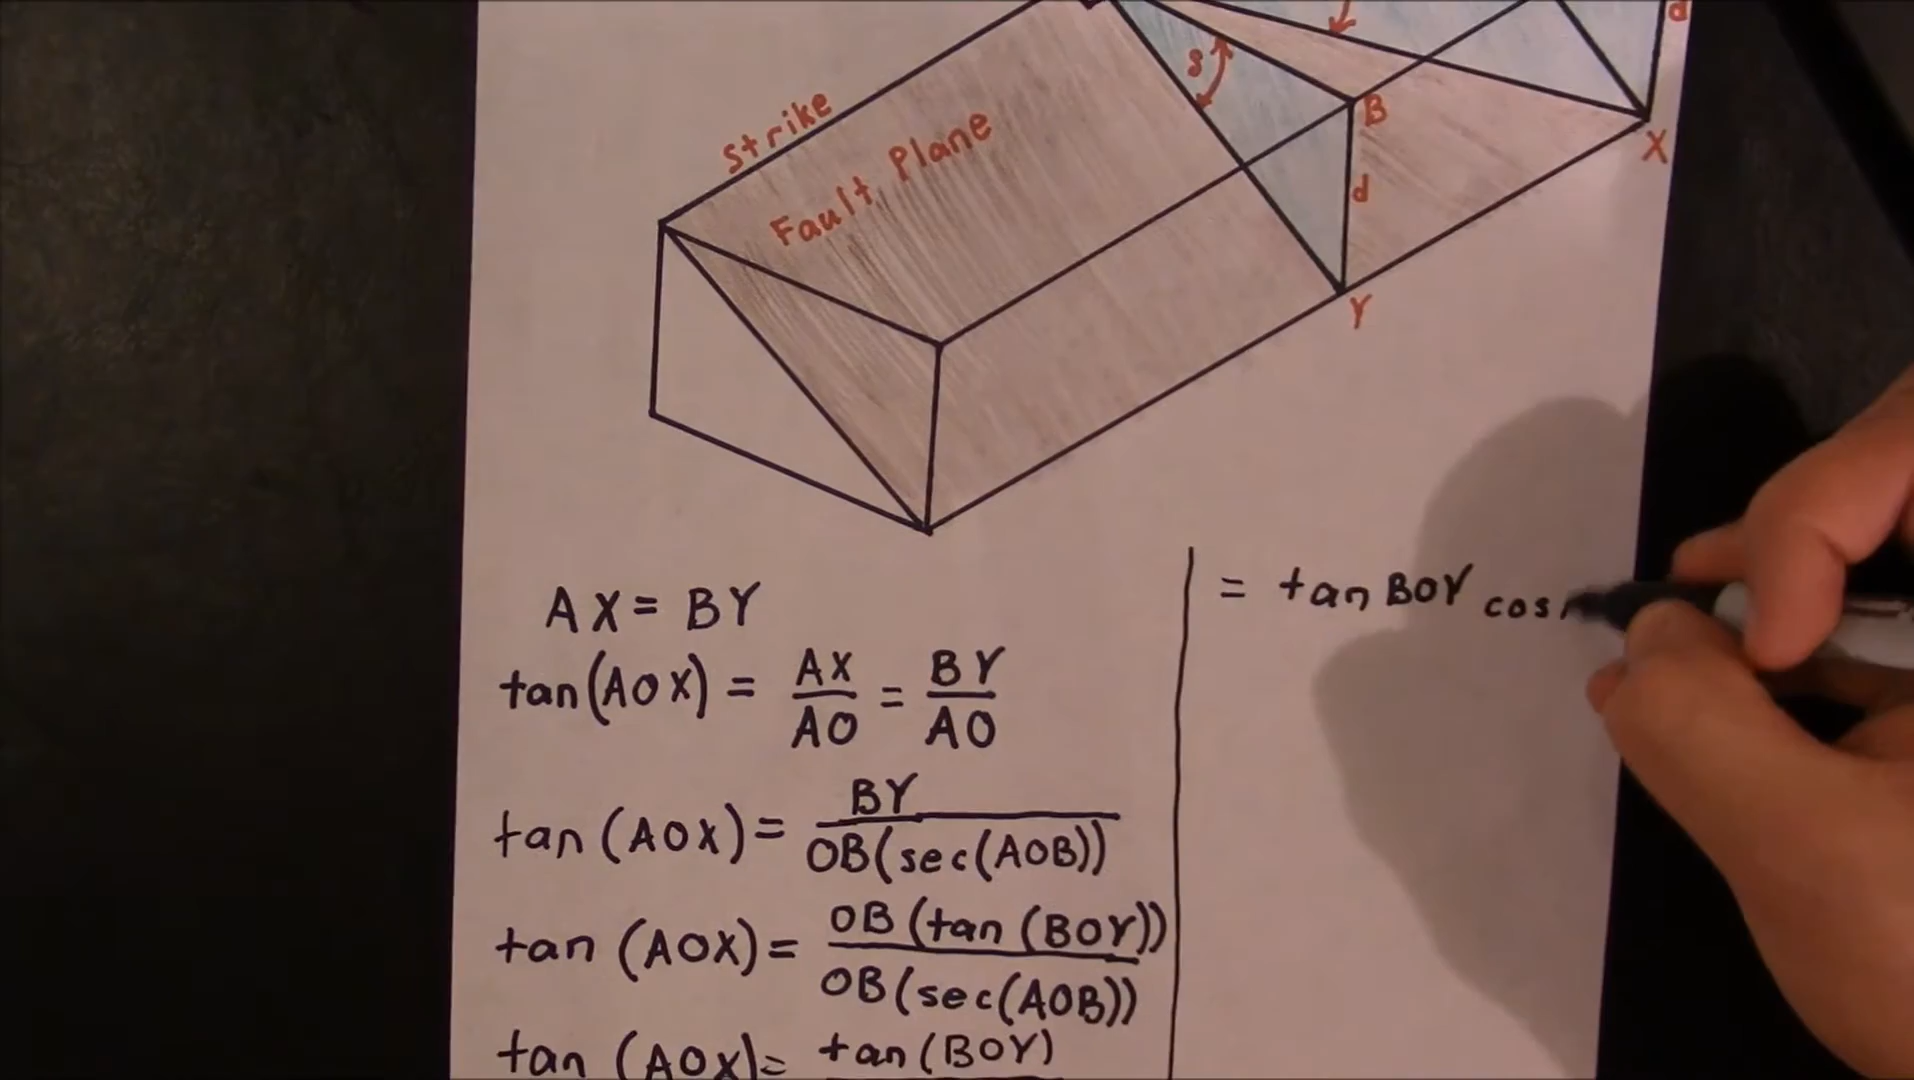 d
δ
strike
Fault Plane
B
X
d
Y
AX = BY
tan(AOX) = AX/AO = BY/AO
tan (AOX) = BY/OB(sec(AOB))
tan (AOX) = OB(tan(BOY))/OB(sec(AOB))
tan (AOX) = tan(BOY)
= tan BOY cos